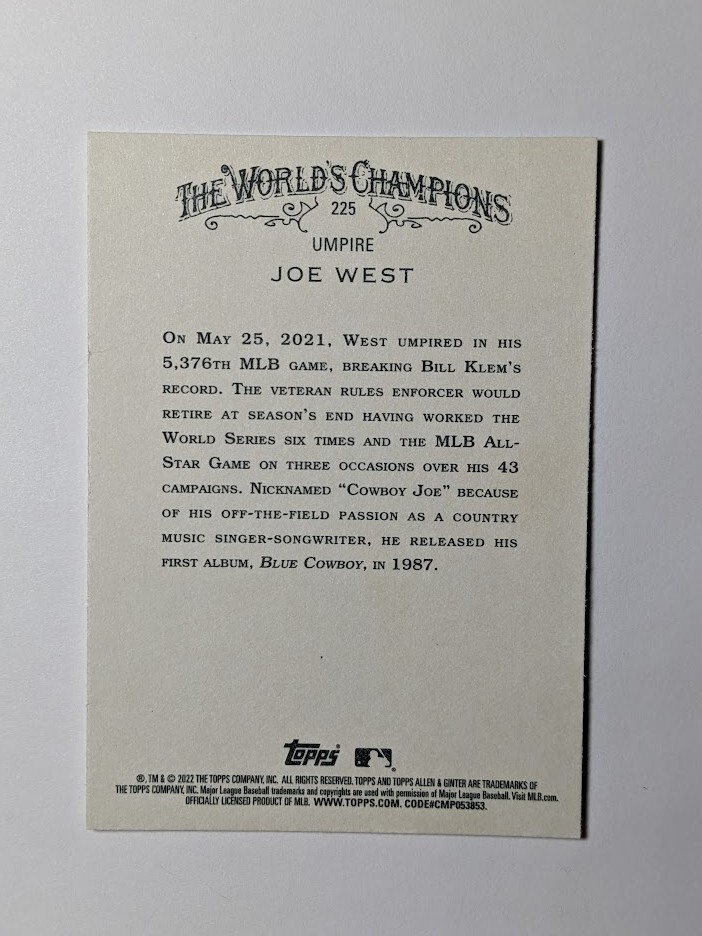 THE WORLD'S CHAMPIONS
225
UMPIRE
JOE WEST
ON MAY 25, 2021, WEST UMPIRED IN HIS
5,376TH MLB GAME, BREAKING BILL KLEM'S
RECORD. THE VETERAN RULES ENFORCER WOULD
RETIRE AT SEASON'S END HAVING WORKED THE
WORLD SERIES SIX TIMES AND THE MLB ALL-
STAR GAME ON THREE OCCASIONS OVER HIS 43
CAMPAIGNS. NICKNAMED “COWBOY JOE” BECAUSE
OF HIS OFF-THE-FIELD PASSION AS A COUNTRY
MUSIC SINGER-SONGWRITER, HE RELEASED HIS
FIRST ALBUM, BLUE COWBOY, IN 1987.
Topps
®, TM & © 2022 THE TOPPS COMPANY, INC. ALL RIGHTS RESERVED. TOPPS AND TOPPS ALLEN & GINTER ARE TRADEMARKS OF
THE TOPPS COMPANY, INC. Major League Baseball trademarks and copyrights are used with permission of Major League Baseball. Visit MLB.com.
OFFICIALLY LICENSED PRODUCT OF MLB. WWW.TOPPS.COM. CODE#CMP053853.